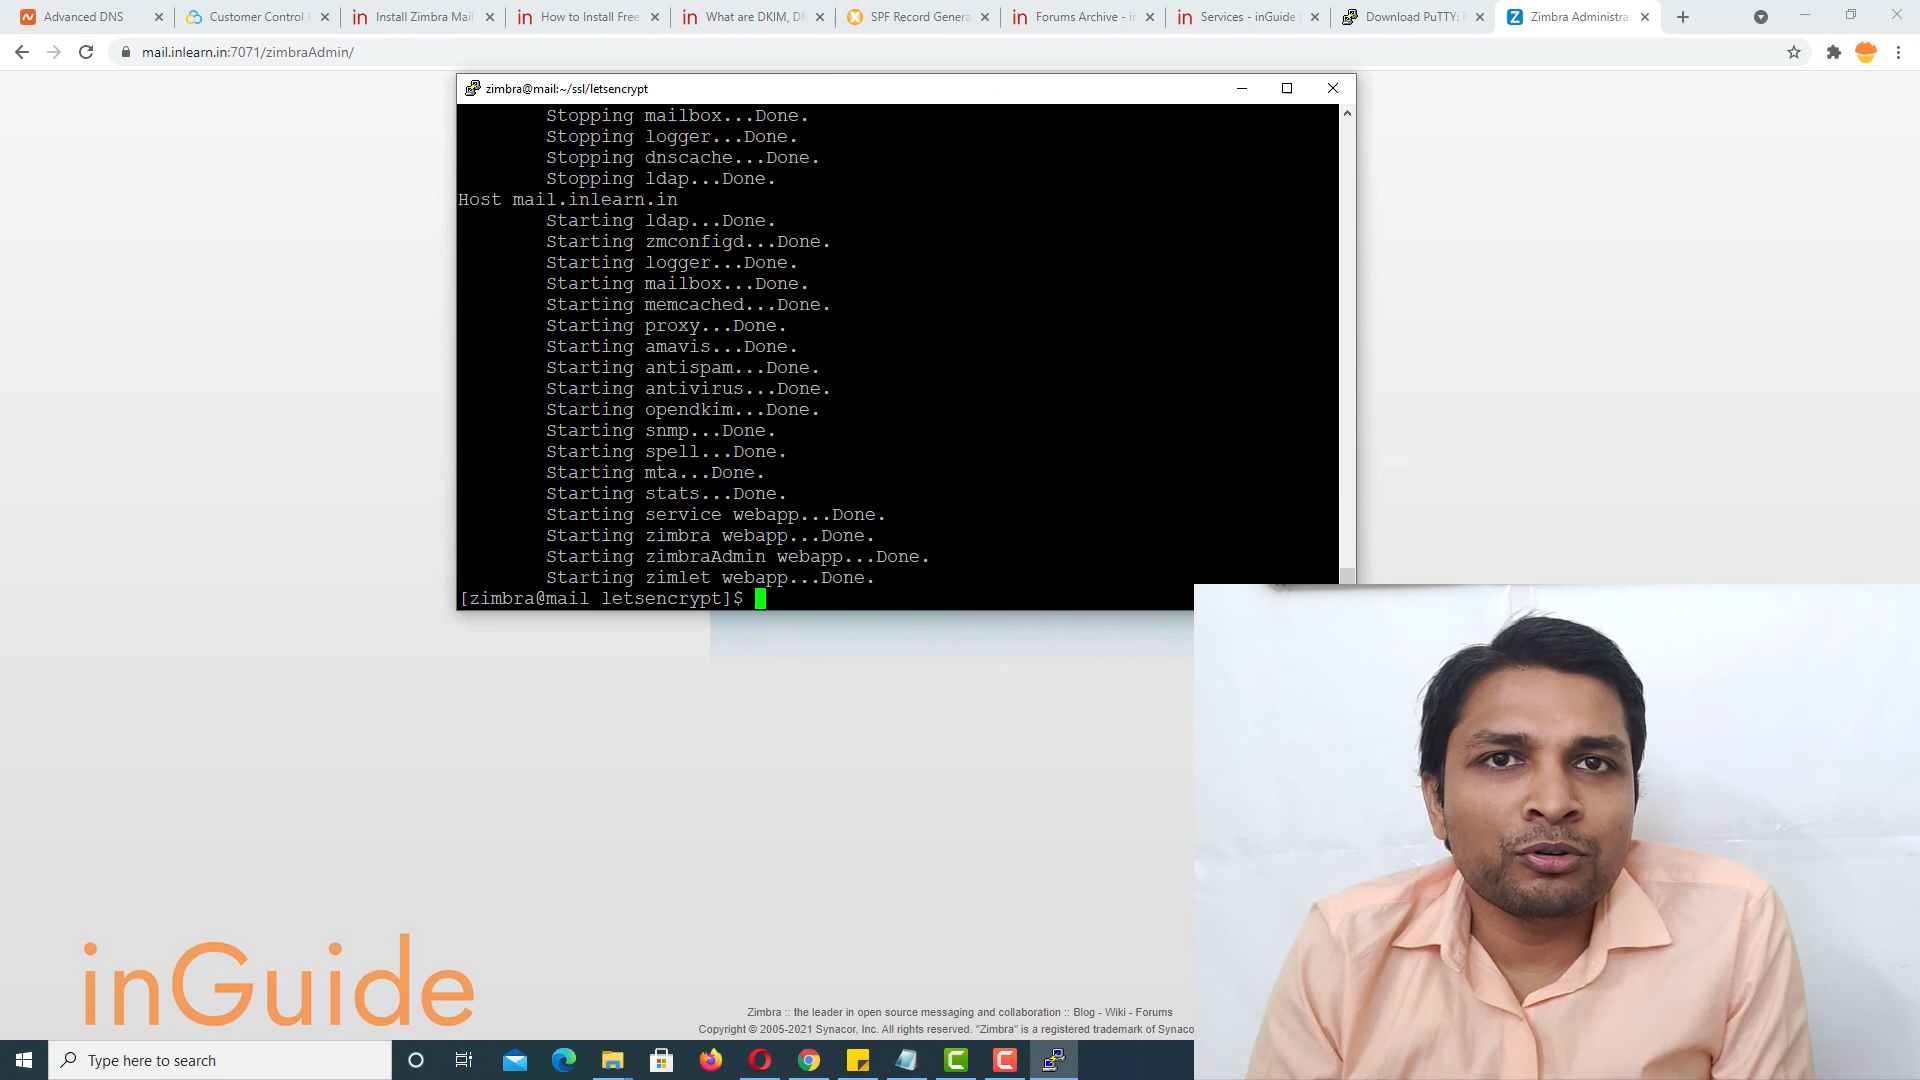 Advanced DNS
Customer Control P
Install Zimbra Mail
How to Install Free
What are DKIM, DM
SPF Record Genera
Forums Archive - in
Services - inGuide
Download PuTTY: l
Zimbra Administra
mail.inlearn.in:7071/zimbraAdmin/
zimbra@mail:~/ssl/letsencrypt
Stopping mailbox...Done.
Stopping logger...Done.
Stopping dnscache...Done.
Stopping ldap...Done.
Host mail.inlearn.in
Starting ldap...Done.
Starting zmconfigd...Done.
Starting logger...Done.
Starting mailbox...Done.
Starting memcached...Done.
Starting proxy...Done.
Starting amavis...Done.
Starting antispam...Done.
Starting antivirus...Done.
Starting opendkim...Done.
Starting snmp...Done.
Starting spell...Done.
Starting mta...Done.
Starting stats...Done.
Starting service webapp...Done.
Starting zimbra webapp...Done.
Starting zimbraAdmin webapp...Done.
Starting zimlet webapp...Done.
[zimbra@mail letsencrypt]$
inGuide
Zimbra :: the leader in open source messaging and collaboration :: Blog - Wiki - Forums
Copyright © 2005-2021 Synacor, Inc. All rights reserved. "Zimbra" is a registered trademark of Synaco
Type here to search